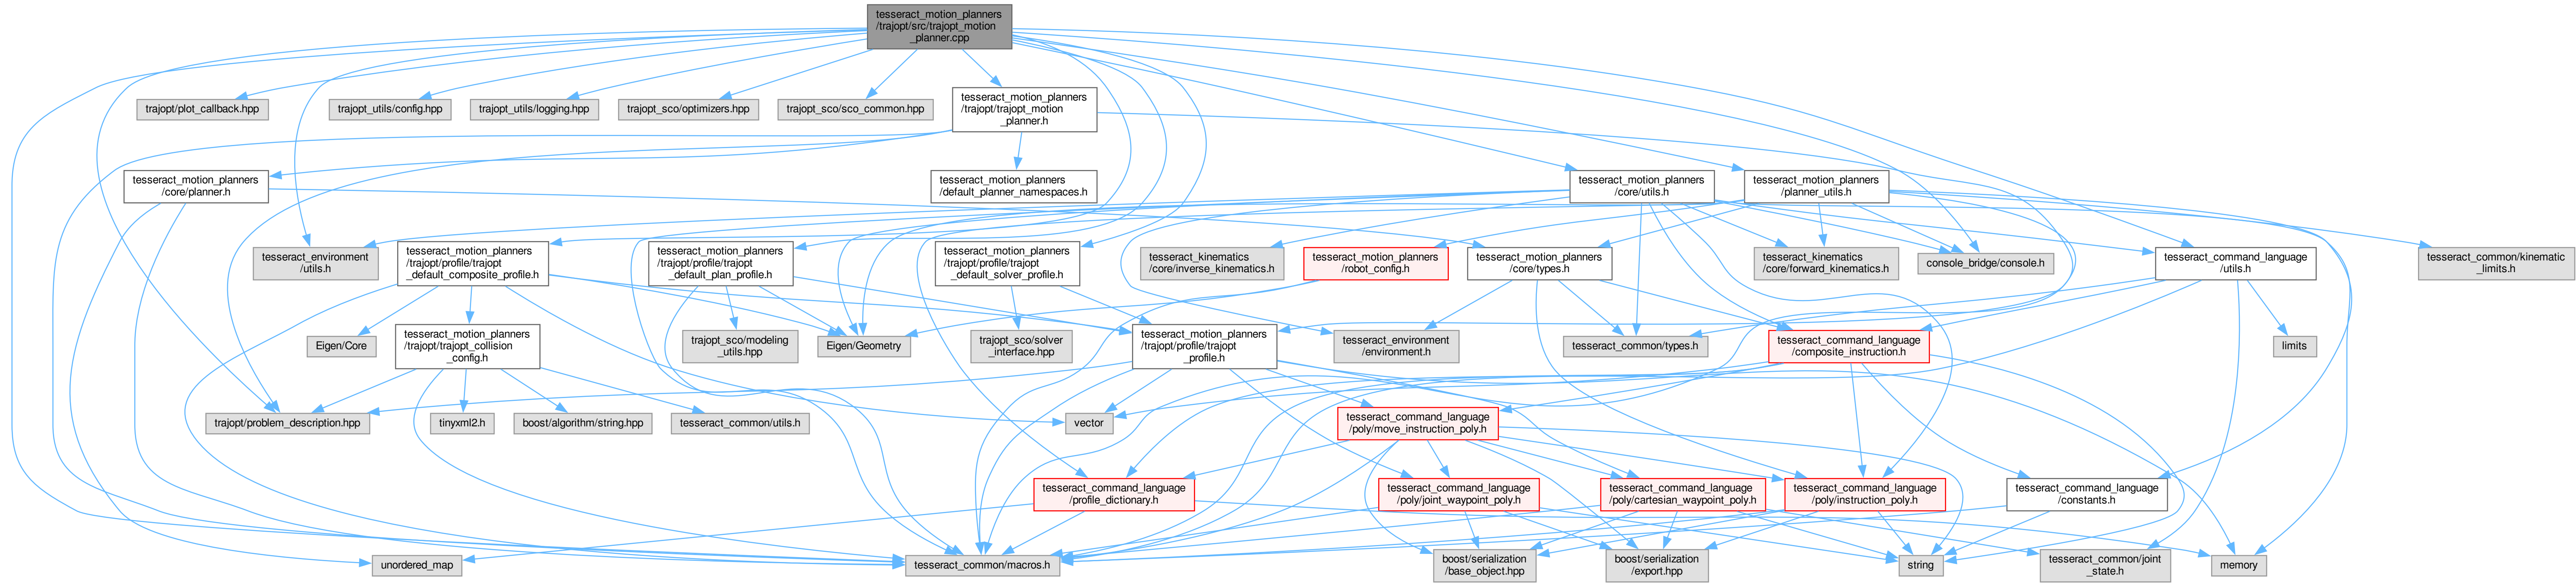 tesseract_motion_planners
/trajopt/src/trajopt_motion
_planner.cpp
trajopt/plot_callback.hpp
trajopt_utils/config.hpp
trajopt_utils/logging.hpp
trajopt_sco/optimizers.hpp
trajopt_sco/sco_common.hpp
tesseract_motion_planners
/trajopt/trajopt_motion
_planner.h
tesseract_motion_planners
/core/planner.h
tesseract_motion_planners
/default_planner_namespaces.h
tesseract_motion_planners
/core/utils.h
tesseract_motion_planners
/planner_utils.h
tesseract_environment
/utils.h
tesseract_motion_planners
/trajopt/profile/trajopt
_default_composite_profile.h
tesseract_motion_planners
/trajopt/profile/trajopt
_default_plan_profile.h
tesseract_motion_planners
/trajopt/profile/trajopt
_default_solver_profile.h
tesseract_kinematics
/core/inverse_kinematics.h
tesseract_motion_planners
/robot_config.h
tesseract_motion_planners
/core/types.h
tesseract_kinematics
/core/forward_kinematics.h
console_bridge/console.h
tesseract_command_language
/utils.h
tesseract_common/kinematic
_limits.h
Eigen/Core
tesseract_motion_planners
/trajopt/trajopt_collision
_config.h
trajopt_sco/modeling
_utils.hpp
Eigen/Geometry
trajopt_sco/solver
_interface.hpp
tesseract_motion_planners
/trajopt/profile/trajopt
_profile.h
tesseract_environment
/environment.h
tesseract_common/types.h
tesseract_command_language
/composite_instruction.h
limits
trajopt/problem_description.hpp
tinyxml2.h
boost/algorithm/string.hpp
tesseract_common/utils.h
vector
tesseract_command_language
/poly/move_instruction_poly.h
tesseract_command_language
/profile_dictionary.h
tesseract_command_language
/poly/joint_waypoint_poly.h
tesseract_command_language
/poly/cartesian_waypoint_poly.h
tesseract_command_language
/poly/instruction_poly.h
tesseract_command_language
/constants.h
unordered_map
tesseract_common/macros.h
boost/serialization
/base_object.hpp
boost/serialization
/export.hpp
string
tesseract_common/joint
_state.h
memory